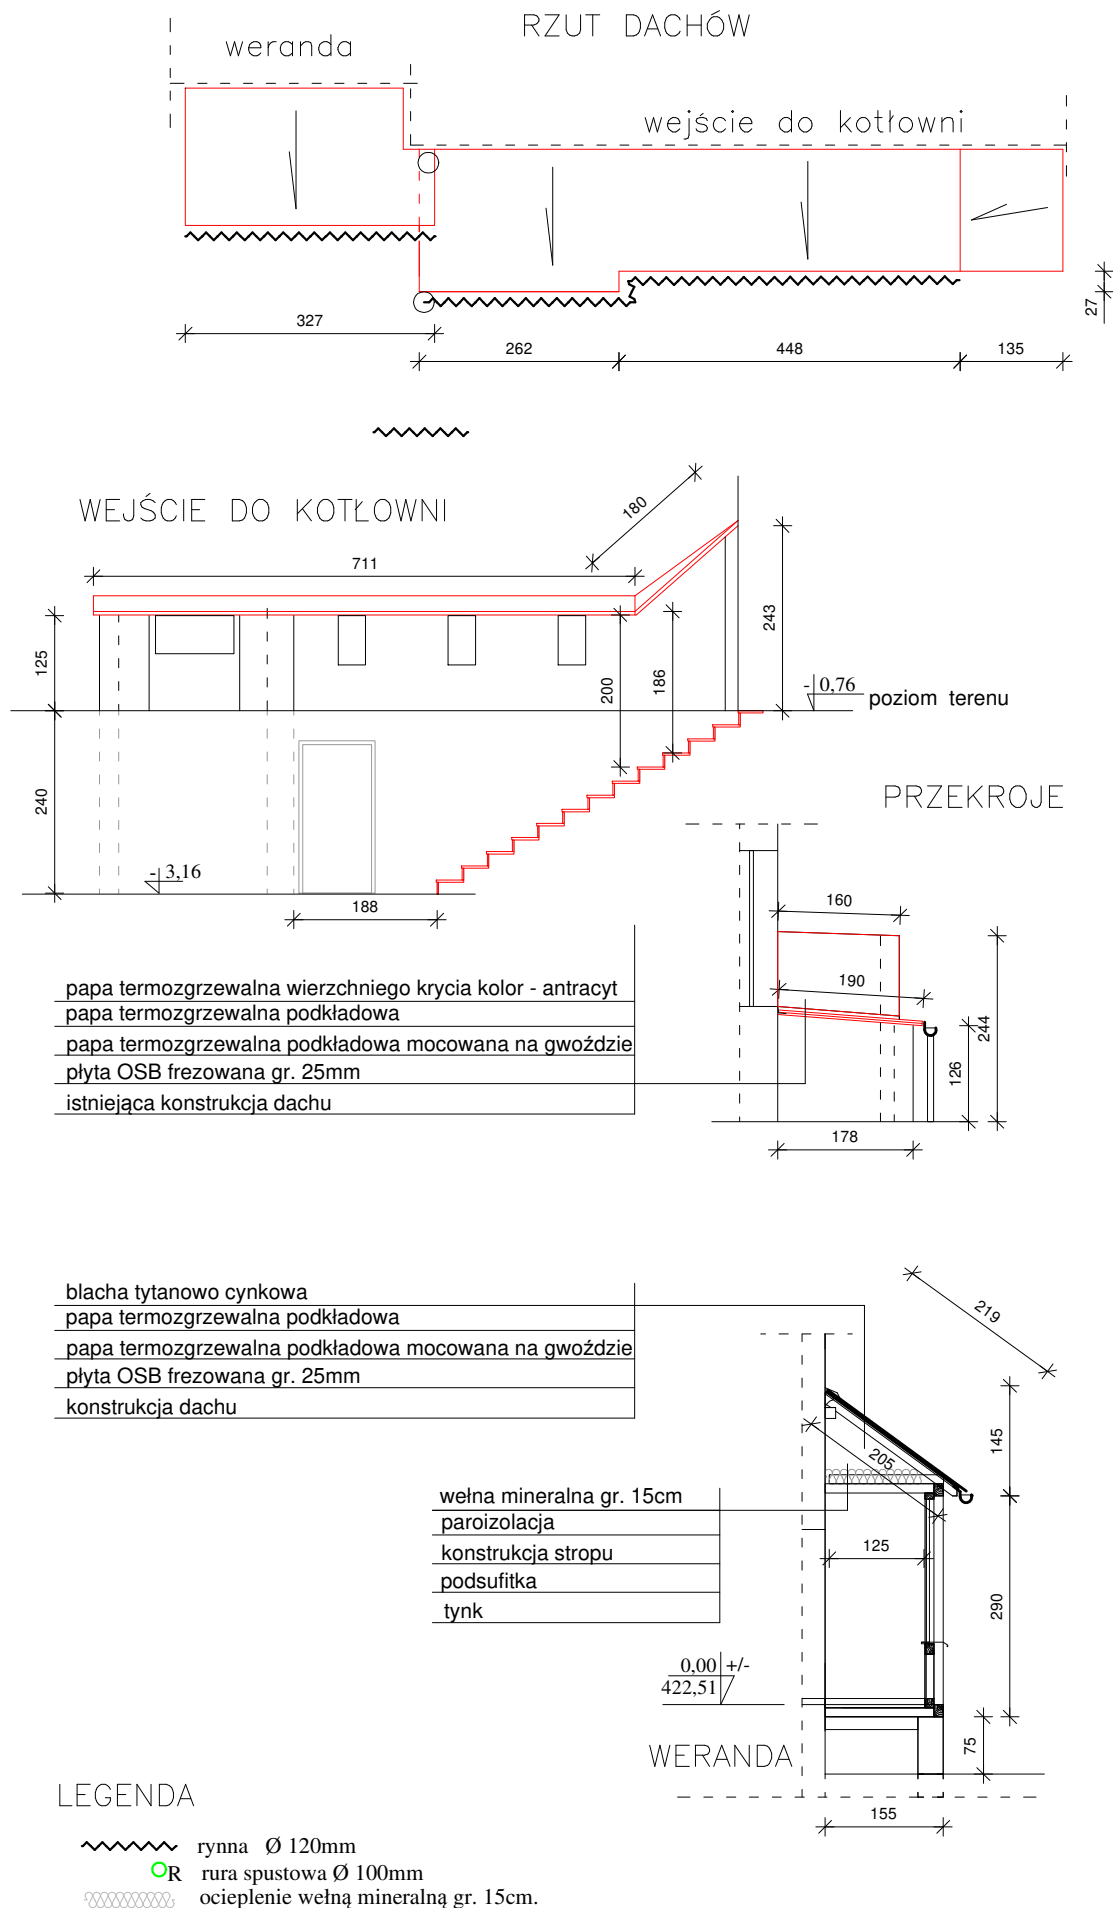 RZUT DACHÓW
weranda
wejście do kotłowni
27
327
262
448
135
WEJŚCIE DO KOTŁOWNI
180
711
243
125
200
186
- 0,76
poziom terenu
240
PRZEKROJE
- 3,16
188
160
190
244
126
178
papa termozgrzewalna wierzchniego krycia kolor - antracyt
papa termozgrzewalna podkładowa
papa termozgrzewalna podkładowa mocowana na gwoździe
płyta OSB frezowana gr. 25mm
istniejąca konstrukcja dachu
blacha tytanowo cynkowa
papa termozgrzewalna podkładowa
papa termozgrzewalna podkładowa mocowana na gwoździe
płyta OSB frezowana gr. 25mm
konstrukcja dachu
219
145
205
wełna mineralna gr. 15cm
paroizolacja
konstrukcja stropu
podsufitka
tynk
125
290
0,00 +/-
422,51
WERANDA
75
155
LEGENDA
rynna Ø 120mm
R rura spustowa Ø 100mm
ocieplenie wełną mineralną gr. 15cm.